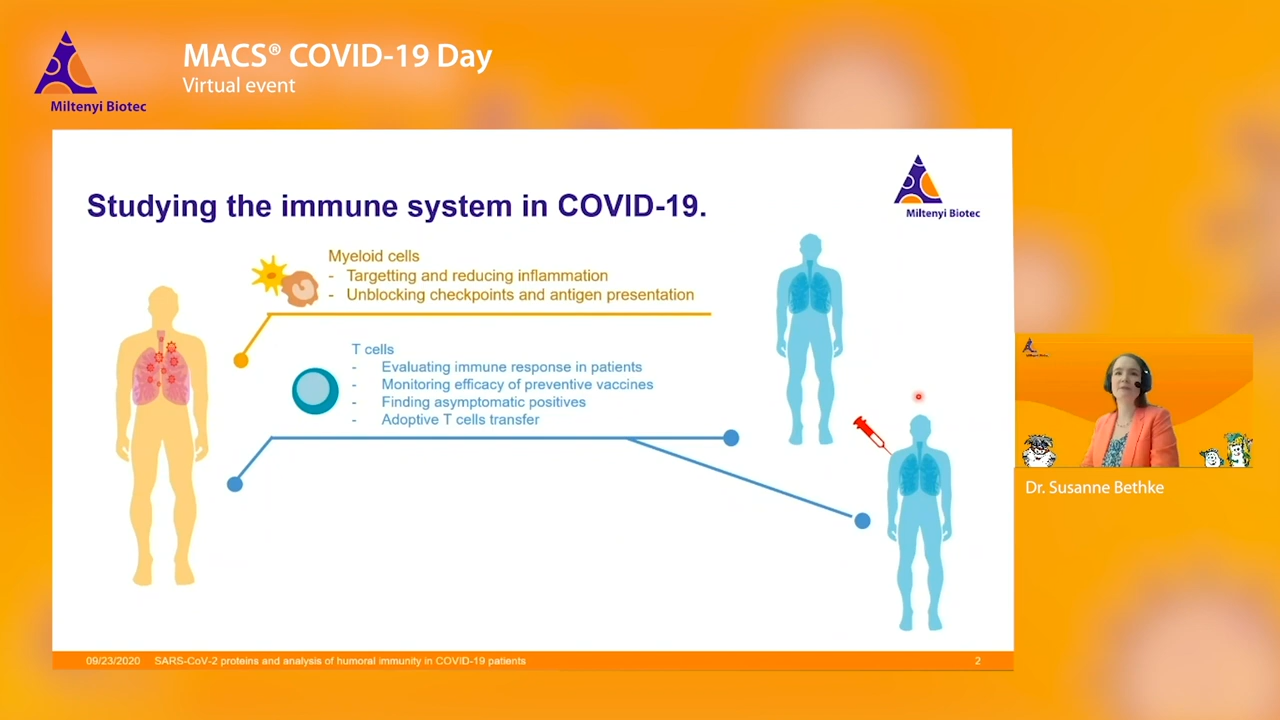 MACS® COVID-19 Day
Virtual event
Miltenyi Biotec
Studying the immune system in COVID-19.
Miltenyi Biotec
Myeloid cells
- Targetting and reducing inflammation
- Unblocking checkpoints and antigen presentation
T cells
- Evaluating immune response in patients
- Monitoring efficacy of preventive vaccines
- Finding asymptomatic positives
- Adoptive T cells transfer
Dr. Susanne Bethke
09/23/2020 SARS-CoV-2 proteins and analysis of humoral immunity in COVID-19 patients 2